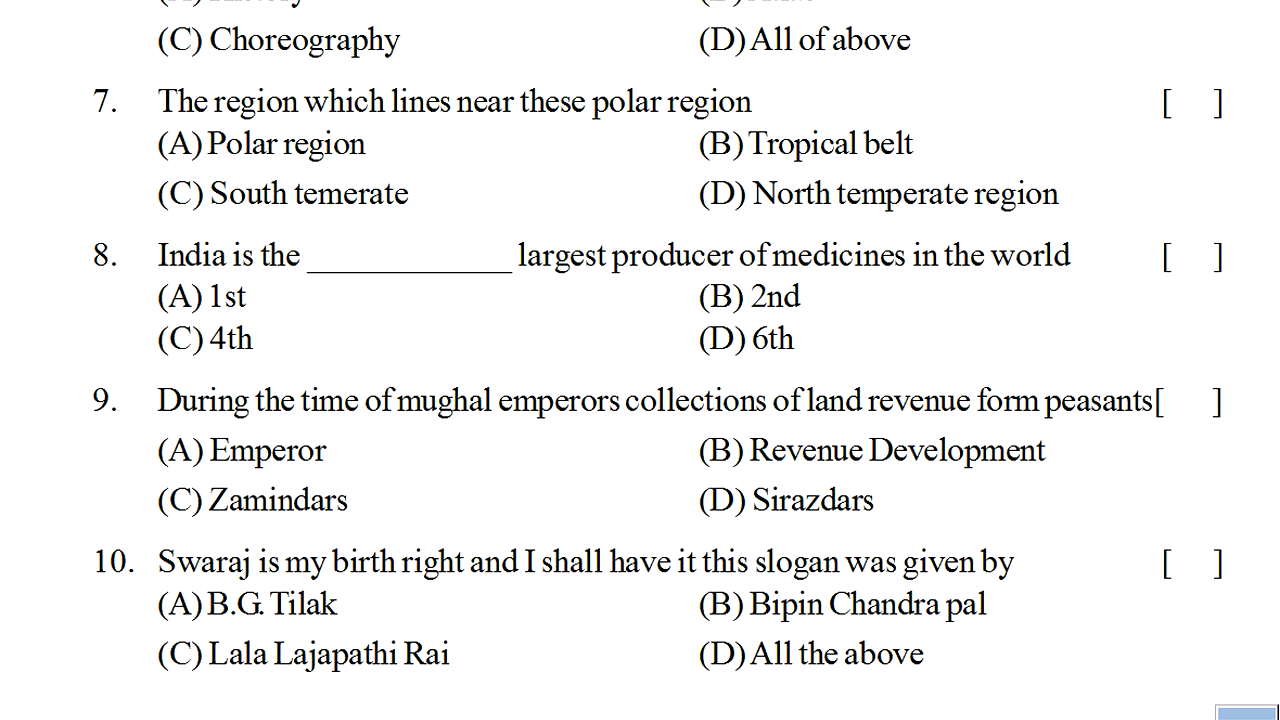 (C) Choreography (D) All of above
7. The region which lines near these polar region [ ]
(A) Polar region (B) Tropical belt
(C) South temerate (D) North temperate region
8. India is the ____________ largest producer of medicines in the world [ ]
(A) 1st (B) 2nd
(C) 4th (D) 6th
9. During the time of mughal emperors collections of land revenue form peasants[ ]
(A) Emperor (B) Revenue Development
(C) Zamindars (D) Sirazdars
10. Swaraj is my birth right and I shall have it this slogan was given by [ ]
(A) B.G. Tilak (B) Bipin Chandra pal
(C) Lala Lajapathi Rai (D) All the above